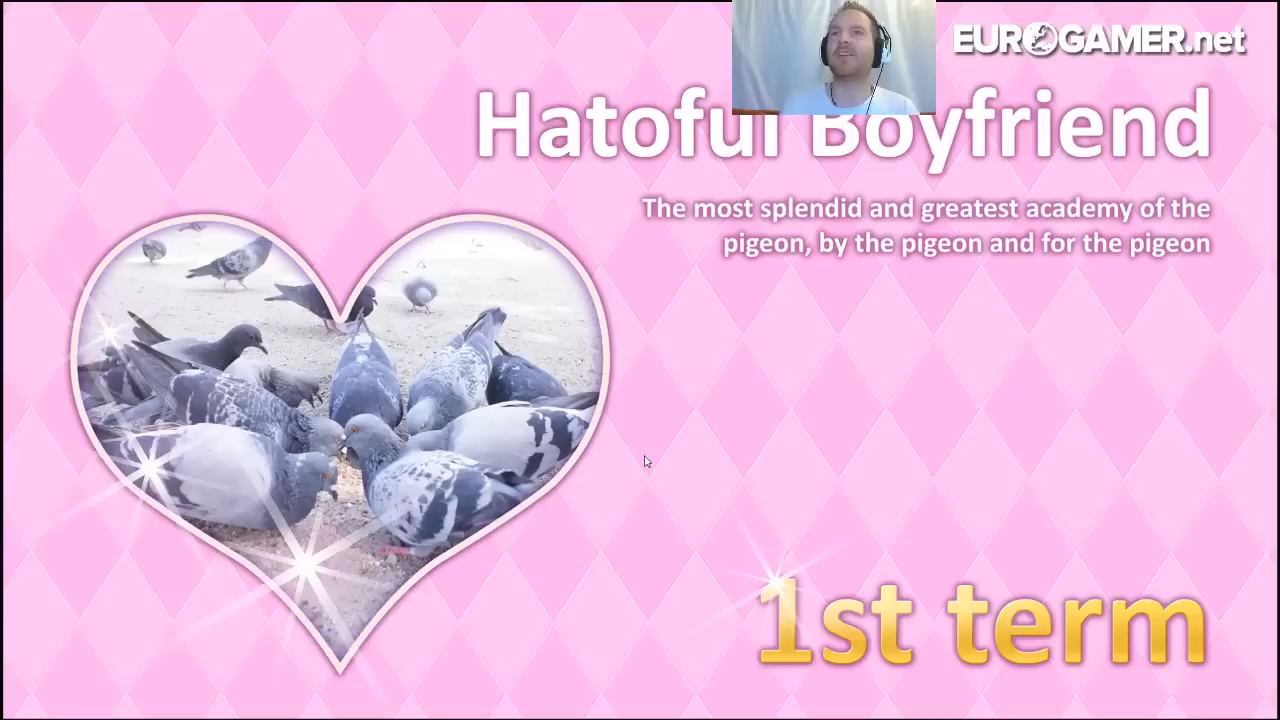 EUROGAMER.net
Hatoful Boyfriend
The most splendid and greatest academy of the
pigeon, by the pigeon and for the pigeon
1st term